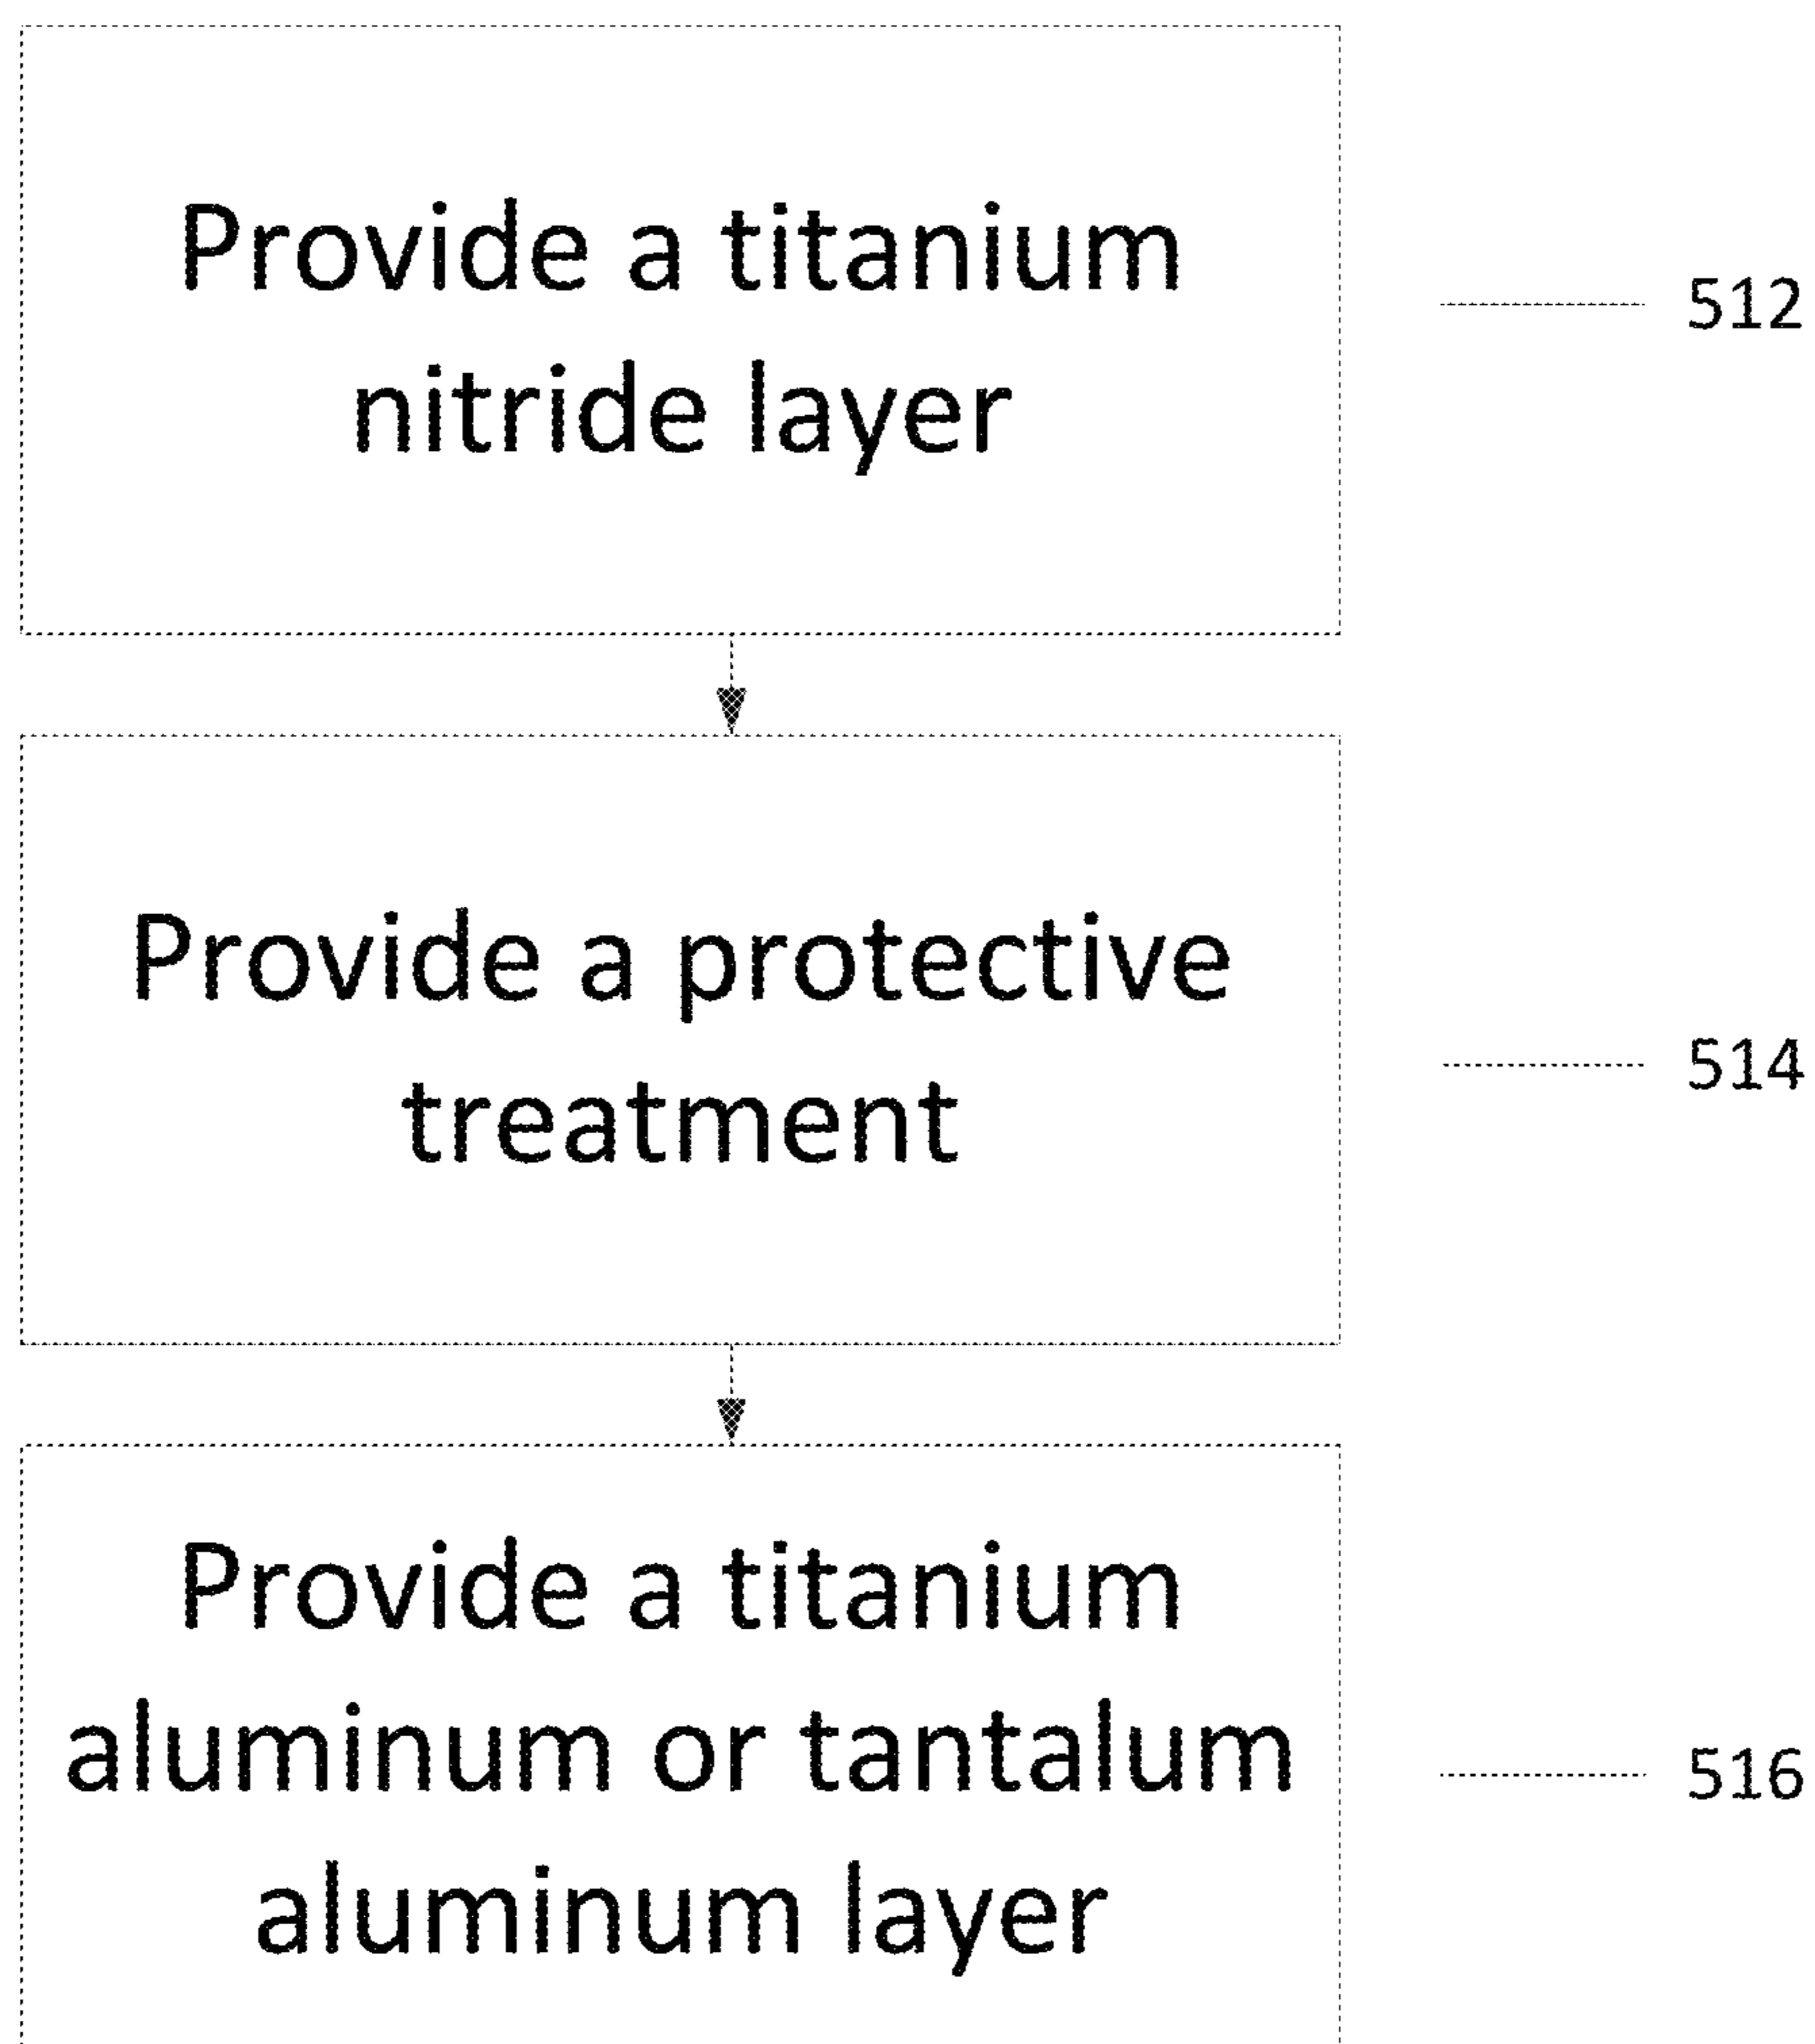 Provide a titanium
nitride layer
512
Provide a protective
treatment
514
Provide a titanium
aluminum or tantalum
aluminum layer
516